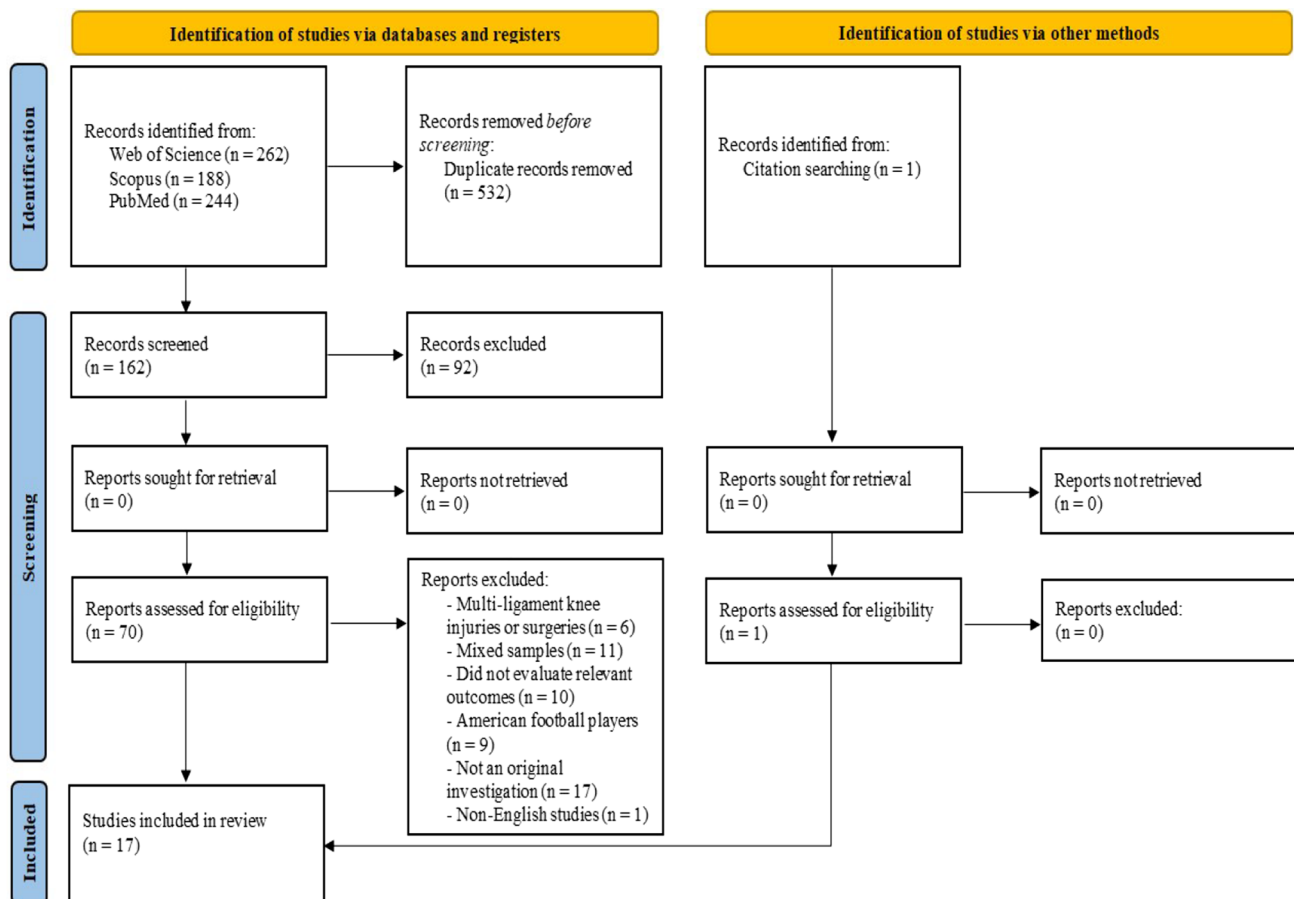 Identification of studies via databases and registers
Identification of studies via other methods
Identification
Records identified from:
Web of Science (n = 262)
Scopus (n = 188)
PubMed (n = 244)
Records removed before
screening:
Duplicate records removed
(n = 532)
Records identified from:
Citation searching (n = 1)
Screening
Records screened
(n = 162)
Records excluded
(n = 92)
Reports sought for retrieval
(n = 0)
Reports not retrieved
(n = 0)
Reports sought for retrieval
(n = 0)
Reports not retrieved
(n = 0)
Reports assessed for eligibility
(n = 70)
Reports excluded:
- Multi-ligament knee
injuries or surgeries (n = 6)
- Mixed samples (n = 11)
- Did not evaluate relevant
outcomes (n = 10)
- American football players
(n = 9)
- Not an original
investigation (n = 17)
- Non-English studies (n = 1)
Reports assessed for eligibility
(n = 1)
Reports excluded:
(n = 0)
Included
Studies included in review
(n = 17)